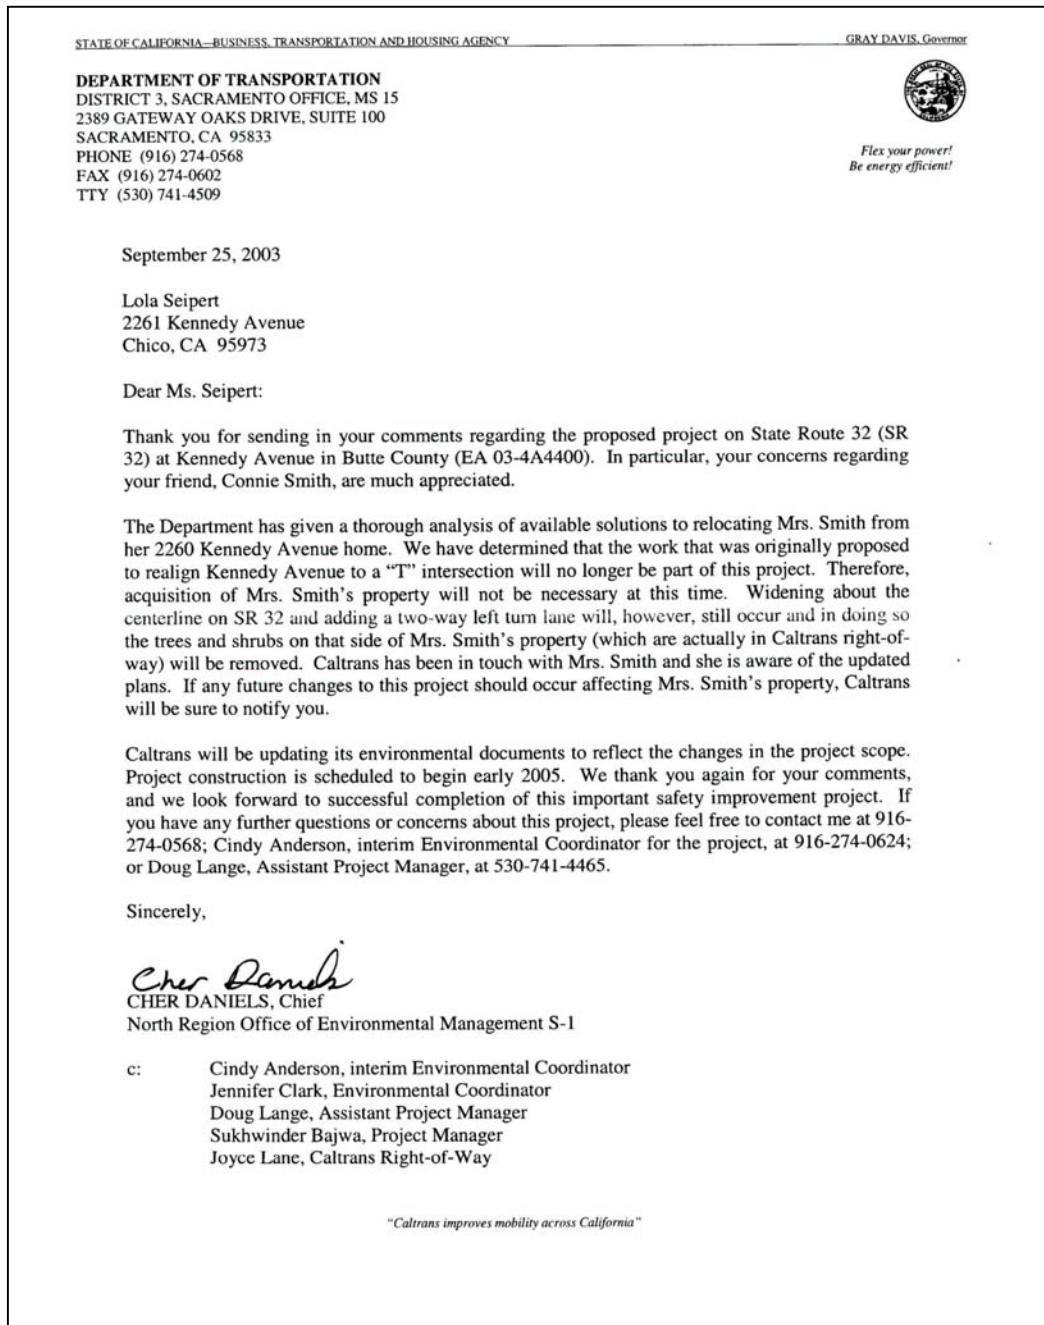 STATE OF CALIFORNIA—BUSINESS, TRANSPORTATION AND HOUSING AGENCY
GRAY DAVIS, Governor
DEPARTMENT OF TRANSPORTATION
DISTRICT 3, SACRAMENTO OFFICE, MS 15
2389 GATEWAY OAKS DRIVE, SUITE 100
SACRAMENTO, CA 95833
PHONE (916) 274-0568
FAX (916) 274-0602
TTY (530) 741-4509
Flex your power!
Be energy efficient!
September 25, 2003
Lola Seipert
2261 Kennedy Avenue
Chico, CA 95973
Dear Ms. Seipert:
Thank you for sending in your comments regarding the proposed project on State Route 32 (SR
32) at Kennedy Avenue in Butte County (EA 03-4A4400). In particular, your concerns regarding
your friend, Connie Smith, are much appreciated.
The Department has given a thorough analysis of available solutions to relocating Mrs. Smith from
her 2260 Kennedy Avenue home. We have determined that the work that was originally proposed
to realign Kennedy Avenue to a “T” intersection will no longer be part of this project. Therefore,
acquisition of Mrs. Smith’s property will not be necessary at this time. Widening about the
centerline on SR 32 and adding a two-way left turn lane will, however, still occur and in doing so
the trees and shrubs on that side of Mrs. Smith’s property (which are actually in Caltrans right-of-
way) will be removed. Caltrans has been in touch with Mrs. Smith and she is aware of the updated
plans. If any future changes to this project should occur affecting Mrs. Smith’s property, Caltrans
will be sure to notify you.
Caltrans will be updating its environmental documents to reflect the changes in the project scope.
Project construction is scheduled to begin early 2005. We thank you again for your comments,
and we look forward to successful completion of this important safety improvement project. If
you have any further questions or concerns about this project, please feel free to contact me at 916-
274-0568; Cindy Anderson, interim Environmental Coordinator for the project, at 916-274-0624;
or Doug Lange, Assistant Project Manager, at 530-741-4465.
Sincerely,
Cher Daniels
CHER DANIELS, Chief
North Region Office of Environmental Management S-1
c: Cindy Anderson, interim Environmental Coordinator
Jennifer Clark, Environmental Coordinator
Doug Lange, Assistant Project Manager
Sukhwinder Bajwa, Project Manager
Joyce Lane, Caltrans Right-of-Way
"Caltrans improves mobility across California"